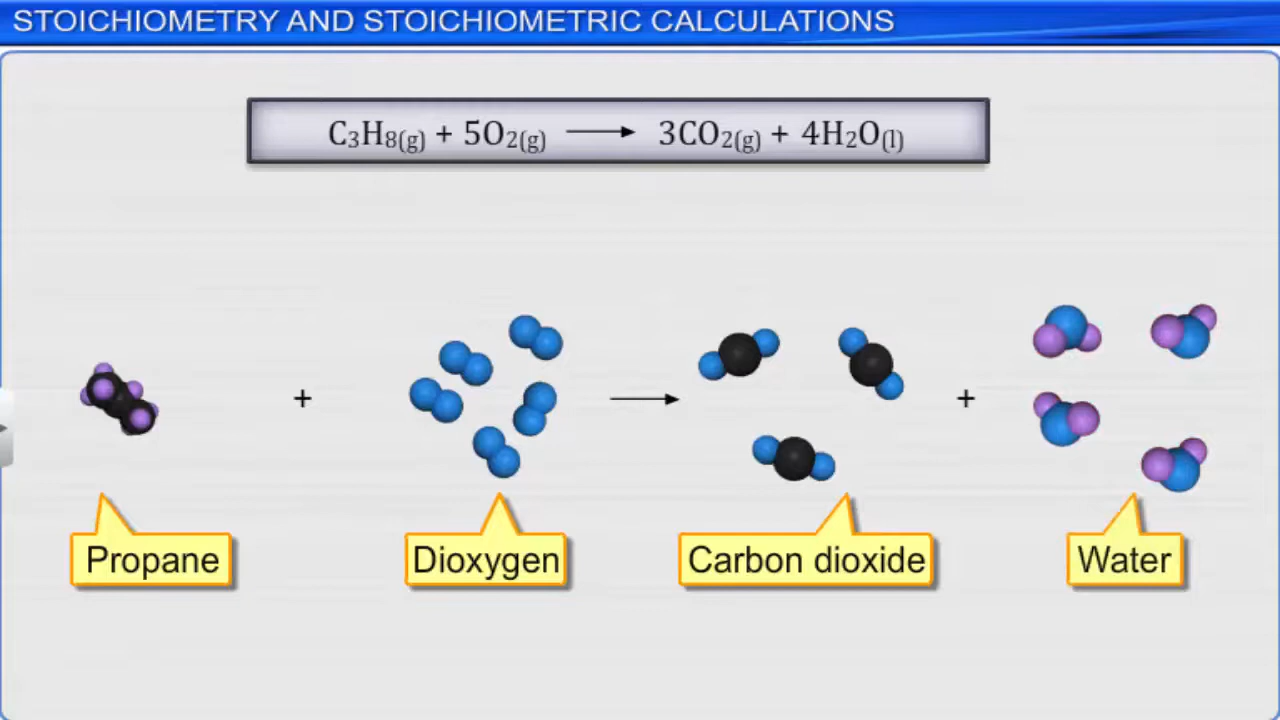 STOICHIOMETRY AND STOICHIOMETRIC CALCULATIONS
C₃H₈(g) + 5O₂(g) ⟶ 3CO₂(g) + 4H₂O(l)
+ ⟶ +
Propane Dioxygen Carbon dioxide Water